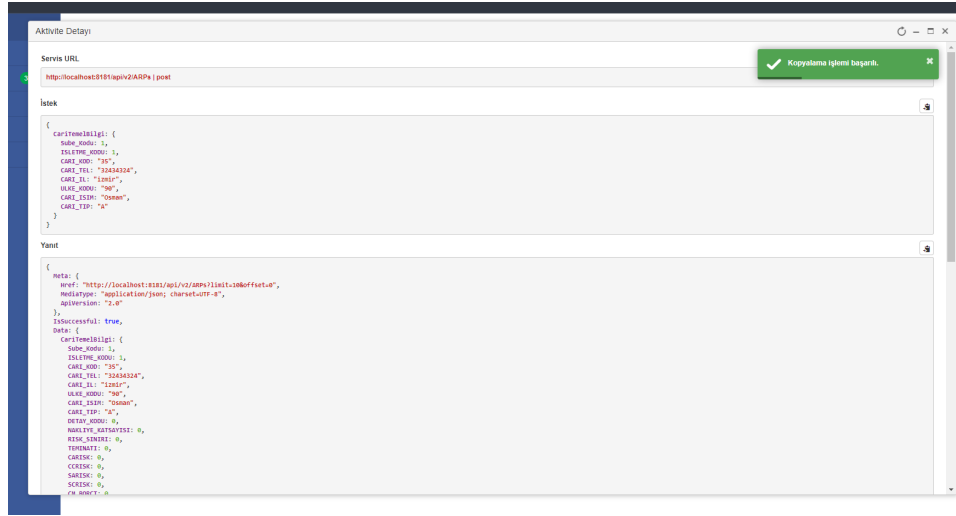 Aktivite Detayı
Servis URL
http://localhost:8181/api/v2/ARPs | post
Kopyalama işlemi başarılı.
3
İstek
{
CariTemelBilgi: {
Sube_Kodu: 1,
ISLETME_KODU: 1,
CARI_KOD: "35",
CARI_TEL: "32434324",
CARI_IL: "izmir",
ULKE_KODU: "90",
CARI_ISIM: "Osman",
CARI_TIP: "A"
}
}
Yanıt
{
Meta: {
Href: "http://localhost:8181/api/v2/ARPs?limit=10&offset=0",
MediaType: "application/json; charset=UTF-8",
ApiVersion: "2.0"
},
IsSuccessful: true,
Data: {
CariTemelBilgi: {
Sube_Kodu: 1,
ISLETME_KODU: 1,
CARI_KOD: "35",
CARI_TEL: "32434324",
CARI_IL: "izmir",
ULKE_KODU: "90",
CARI_ISIM: "Osman",
CARI_TIP: "A",
DETAY_KODU: 0,
NAKLIYE_KATSAYISI: 0,
RISK_SINIRI: 0,
TEMINATI: 0,
CARISK: 0,
CCRISK: 0,
SARISK: 0,
SCRISK: 0,
CM_BORCT: 0